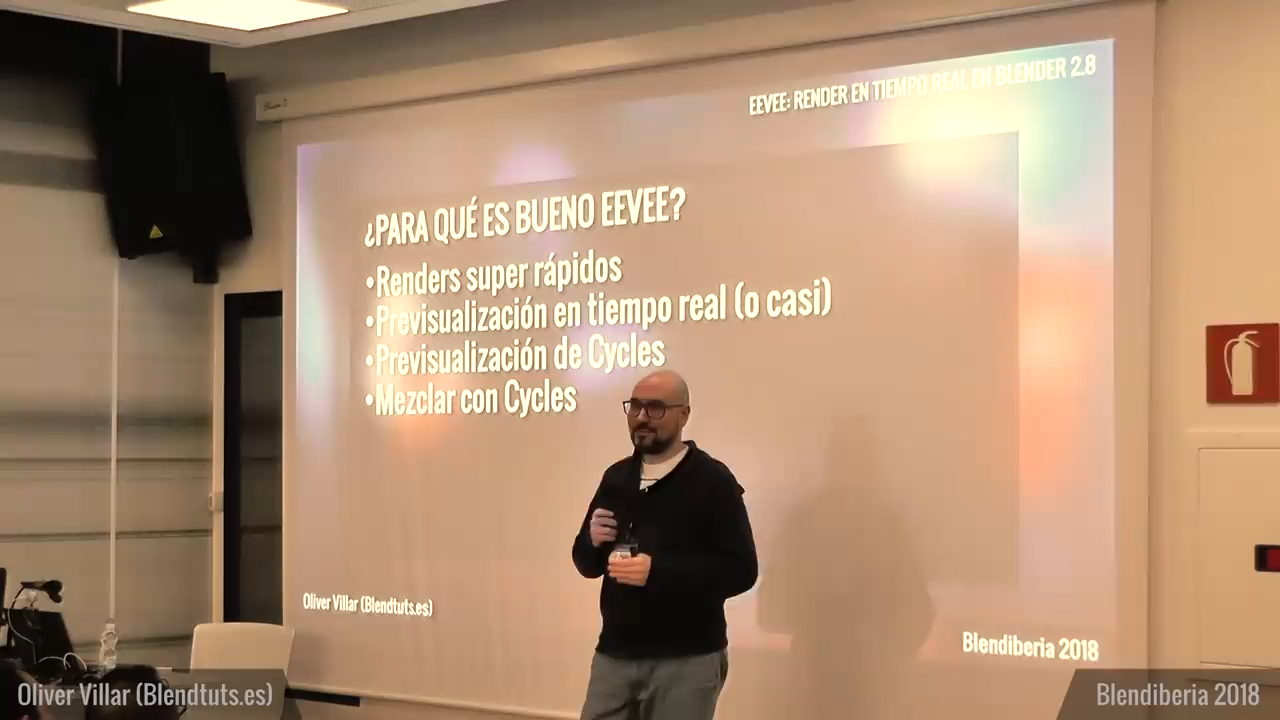 EEVEE: RENDER EN TIEMPO REAL EN BLENDER 2.8
¿PARA QUÉ ES BUENO EEVEE?
•Renders super rápidos
•Previsualización en tiempo real (o casi)
•Previsualización de Cycles
•Mezclar con Cycles
Oliver Villar (Blendtuts.es)
Blendiberia 2018
Oliver Villar (Blendtuts.es)
Blendiberia 2018